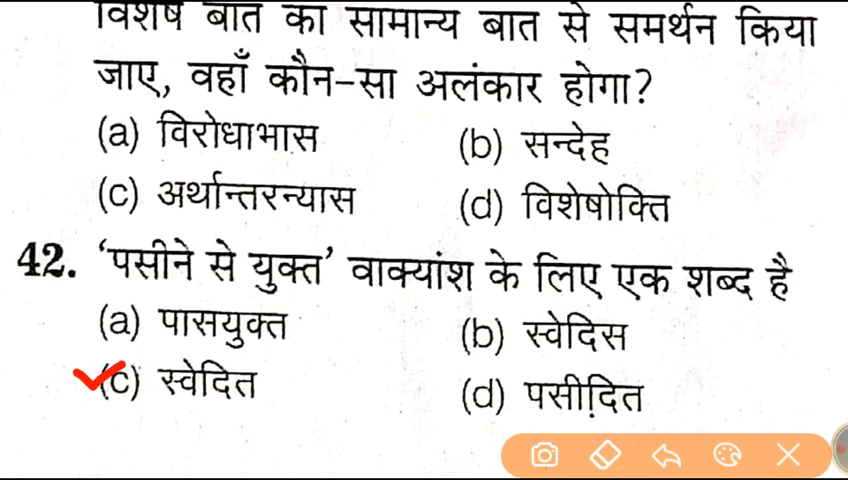 विशेष बात का सामान्य बात से समर्थन किया
जाए, वहाँ कौन-सा अलंकार होगा?
(a) विरोधाभास (b) सन्देह
(c) अर्थान्तरन्यास (d) विशेषोक्ति
42. ‘पसीने से युक्त’ वाक्यांश के लिए एक शब्द है
(a) पासयुक्त (b) स्वेदिस
(c) स्वेदित (d) पसीदित